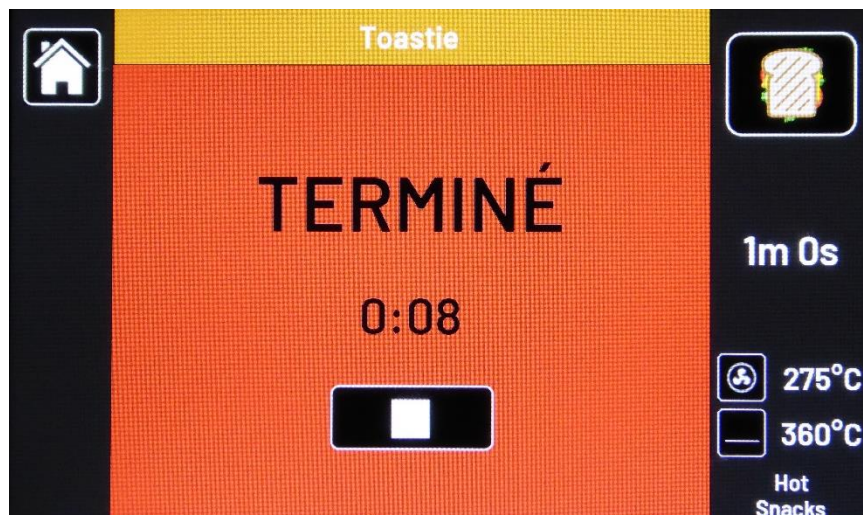 Toastie
TERMINÉ
0:08
1m 0s
275°C
360°C
Hot
Snacks